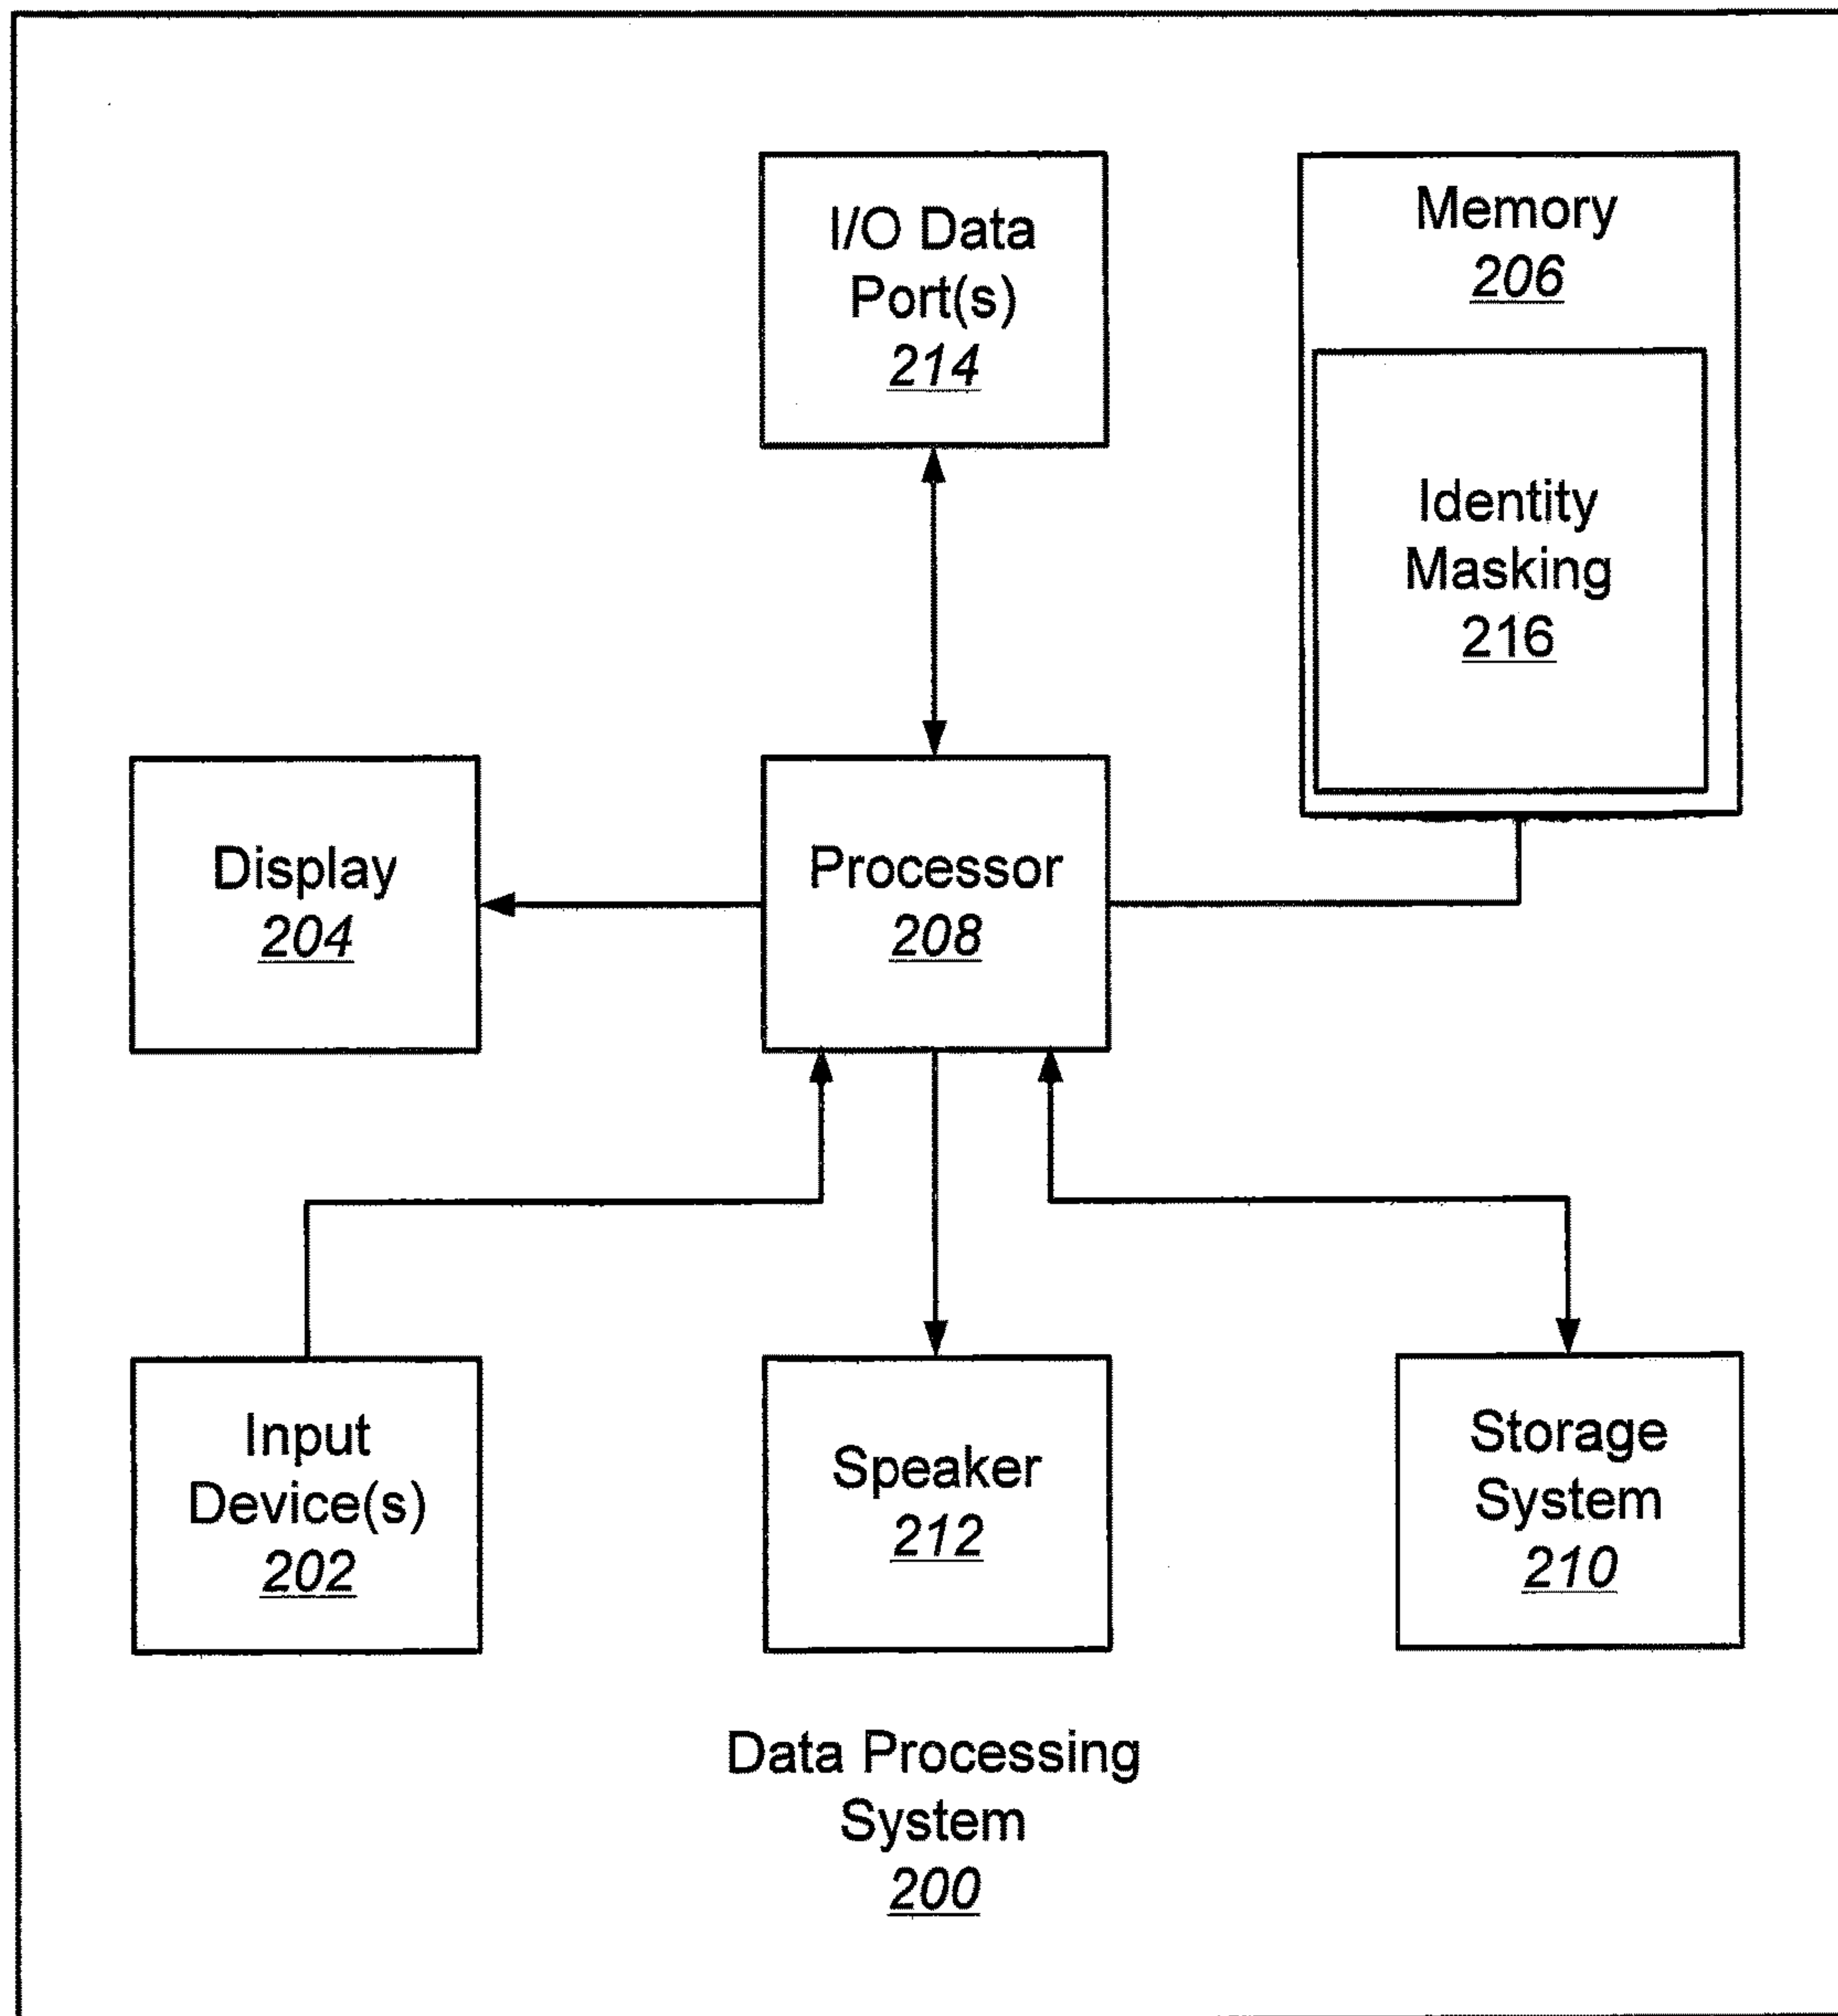 I/O Data
Port(s)
214
Memory
206
Identity
Masking
216
Display
204
Processor
208
Input
Device(s)
202
Speaker
212
Storage
System
210
Data Processing
System
200